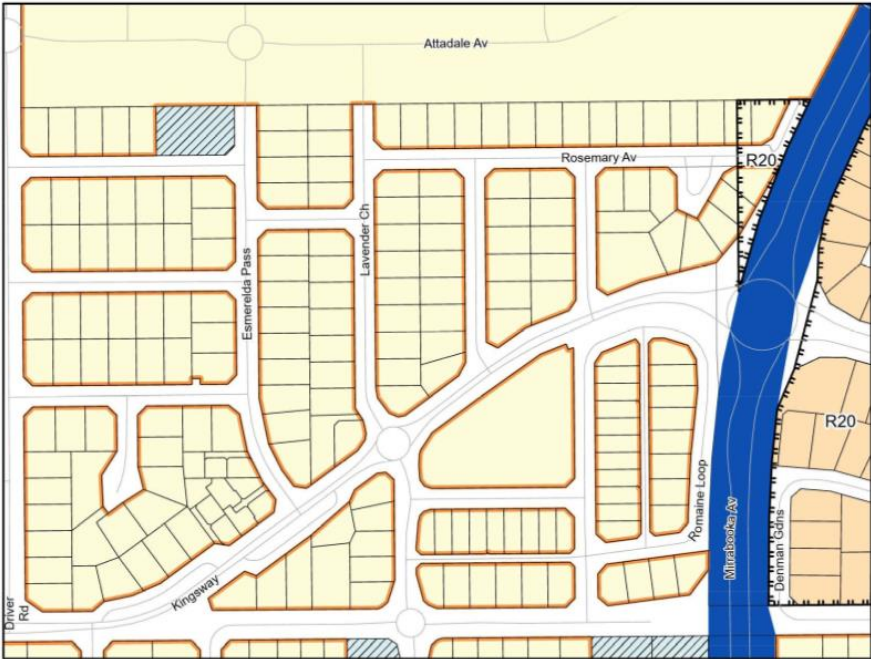 Attadale Av
Rosemary Av
R20
Lavender Ch
Esmerelda Pass
R20
Romaine Loop
Mirrabooka Av
Denman Gdns
Kingsway
Driver
Rd